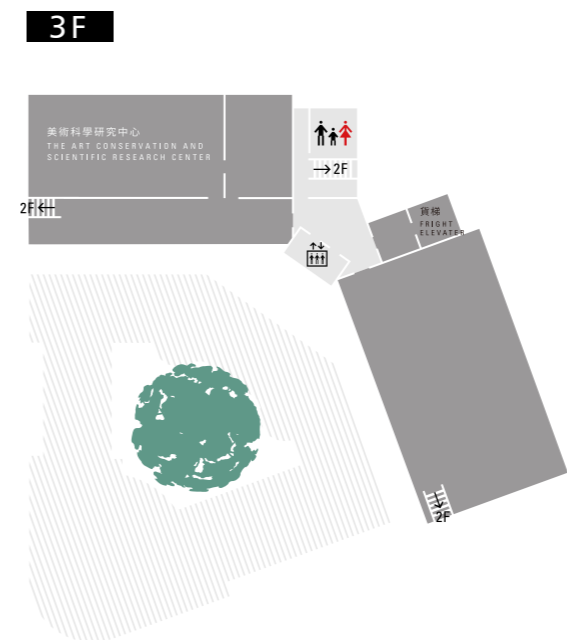 3F
美術科學研究中心
THE ART CONSERVATION AND
SCIENTIFIC RESEARCH CENTER
→2F
2F←
貨梯
FRIGHT
ELEVATER
2F